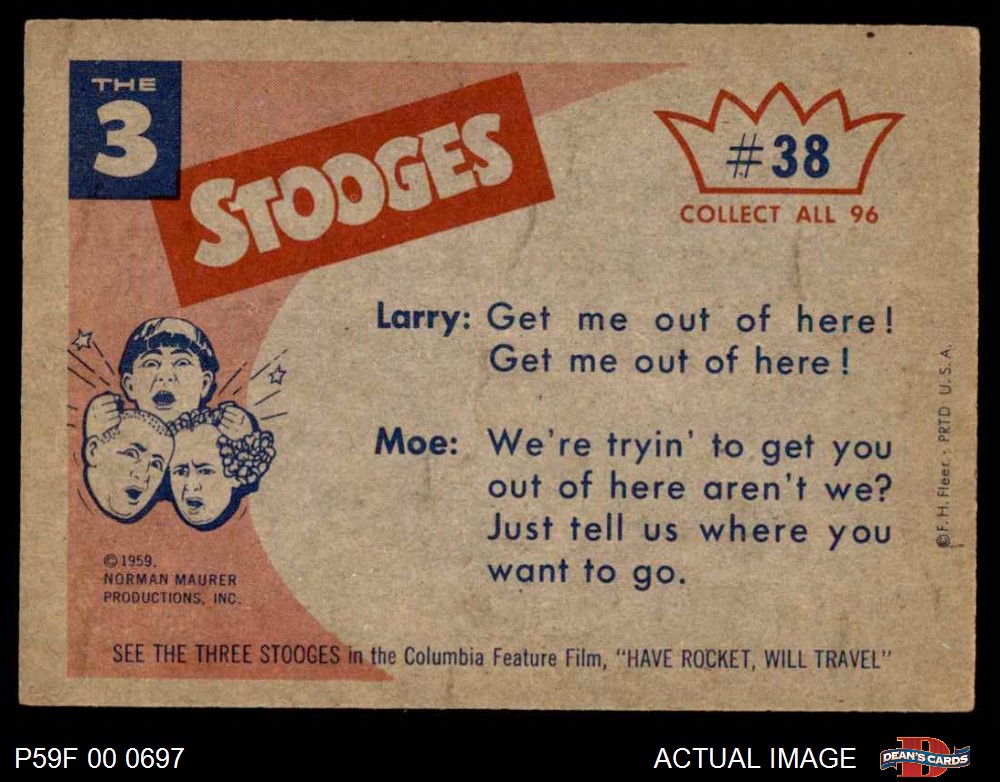 THE
3
STOOGES
#38
COLLECT ALL 96
Larry: Get me out of here!
Get me out of here!
Moe: We're tryin' to get you
out of here aren't we?
Just tell us where you
want to go.
© F. H. Fleer · PRTD U. S. A.
© 1959,
NORMAN MAURER
PRODUCTIONS, INC.
SEE THE THREE STOOGES in the Columbia Feature Film, "HAVE ROCKET, WILL TRAVEL"
P59F 00 0697
ACTUAL IMAGE
DEAN'S CARDS